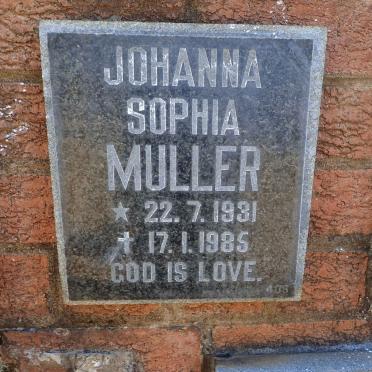 JOHANNA
SOPHIA
MULLER
★ 22.7.1931
✝ 17.1.1985
GOD IS LOVE.